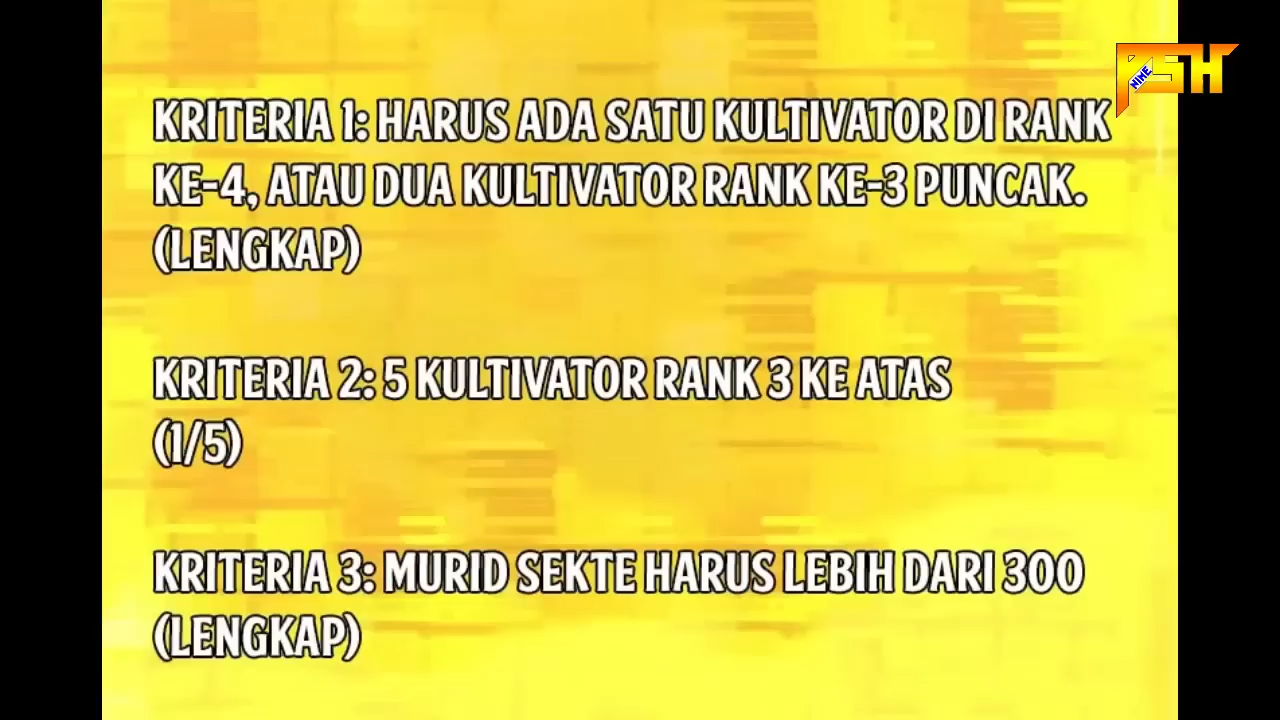 KRITERIA 1: HARUS ADA SATU KULTIVATOR DI RANK
KE-4, ATAU DUA KULTIVATOR RANK KE-3 PUNCAK.
(LENGKAP)
KRITERIA 2: 5 KULTIVATOR RANK 3 KE ATAS
(1/5)
KRITERIA 3: MURID SEKTE HARUS LEBIH DARI 300
(LENGKAP)
NIME